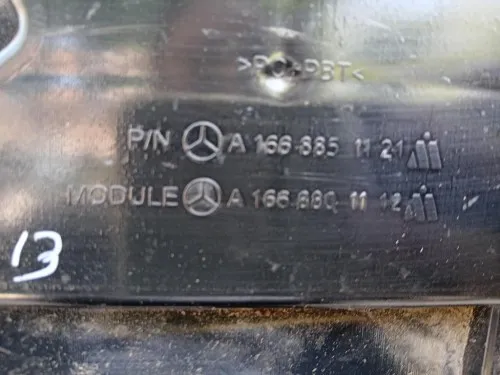 >PC+PBT<
P/N A 166 885 11 21
MODULE A 166 880 11 12
13